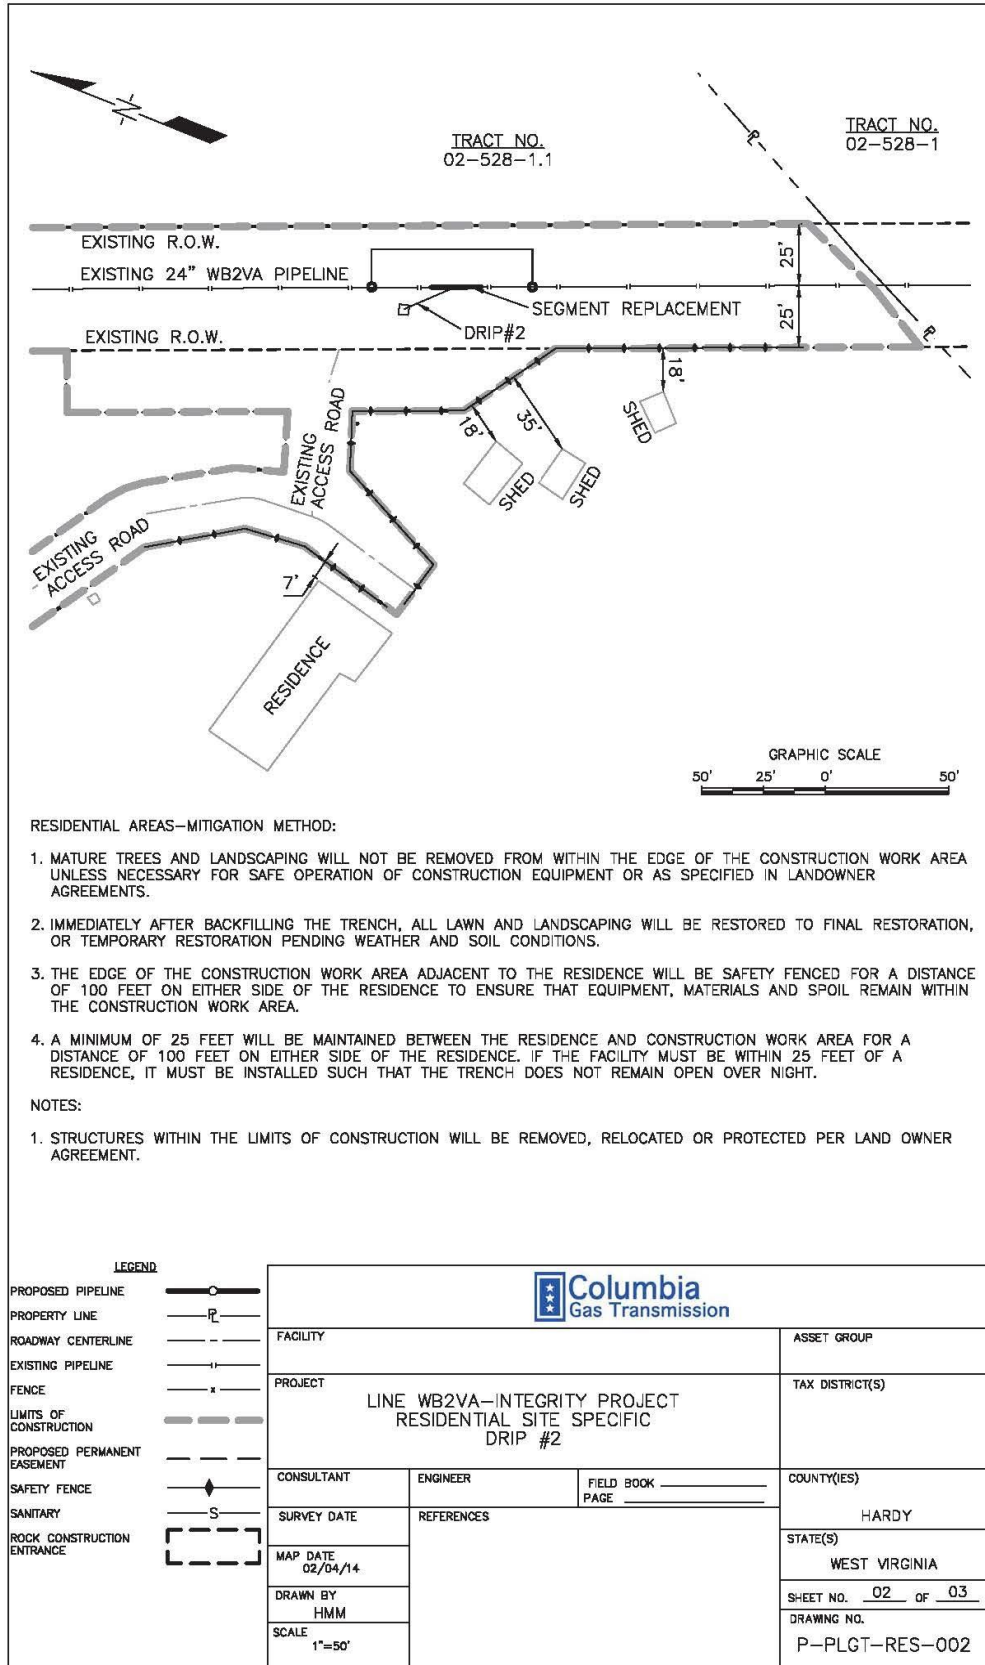 N
TRACT NO.
02-528-1.1
TRACT NO.
02-528-1
PL
EXISTING R.O.W.
25'
EXISTING 24" WB2VA PIPELINE
SEGMENT REPLACEMENT
25'
DRIP#2
EXISTING R.O.W.
PL
18'
SHED
EXISTING
ACCESS ROAD
18'
35'
SHED
SHED
EXISTING
ACCESS ROAD
7'
RESIDENCE
GRAPHIC SCALE
50' 25' 0' 50'
RESIDENTIAL AREAS-MITIGATION METHOD:
1. MATURE TREES AND LANDSCAPING WILL NOT BE REMOVED FROM WITHIN THE EDGE OF THE CONSTRUCTION WORK AREA
UNLESS NECESSARY FOR SAFE OPERATION OF CONSTRUCTION EQUIPMENT OR AS SPECIFIED IN LANDOWNER
AGREEMENTS.
2. IMMEDIATELY AFTER BACKFILLING THE TRENCH, ALL LAWN AND LANDSCAPING WILL BE RESTORED TO FINAL RESTORATION,
OR TEMPORARY RESTORATION PENDING WEATHER AND SOIL CONDITIONS.
3. THE EDGE OF THE CONSTRUCTION WORK AREA ADJACENT TO THE RESIDENCE WILL BE SAFETY FENCED FOR A DISTANCE
OF 100 FEET ON EITHER SIDE OF THE RESIDENCE TO ENSURE THAT EQUIPMENT, MATERIALS AND SPOIL REMAIN WITHIN
THE CONSTRUCTION WORK AREA.
4. A MINIMUM OF 25 FEET WILL BE MAINTAINED BETWEEN THE RESIDENCE AND CONSTRUCTION WORK AREA FOR A
DISTANCE OF 100 FEET ON EITHER SIDE OF THE RESIDENCE. IF THE FACILITY MUST BE WITHIN 25 FEET OF A
RESIDENCE, IT MUST BE INSTALLED SUCH THAT THE TRENCH DOES NOT REMAIN OPEN OVER NIGHT.
NOTES:
1. STRUCTURES WITHIN THE LIMITS OF CONSTRUCTION WILL BE REMOVED, RELOCATED OR PROTECTED PER LAND OWNER
AGREEMENT.
LEGEND
PROPOSED PIPELINE
PROPERTY LINE PL
ROADWAY CENTERLINE
EXISTING PIPELINE
FENCE x
LIMITS OF
CONSTRUCTION
PROPOSED PERMANENT
EASEMENT
SAFETY FENCE
SANITARY S
ROCK CONSTRUCTION
ENTRANCE
Columbia
Gas Transmission
FACILITY
ASSET GROUP
PROJECT
LINE WB2VA-INTEGRITY PROJECT
RESIDENTIAL SITE SPECIFIC
DRIP #2
TAX DISTRICT(S)
CONSULTANT
ENGINEER
FIELD BOOK
PAGE
COUNTY(IES)
HARDY
SURVEY DATE
REFERENCES
STATE(S)
WEST VIRGINIA
MAP DATE
02/04/14
SHEET NO. 02 OF 03
DRAWN BY
HMM
DRAWING NO.
P-PLGT-RES-002
SCALE
1"=50'